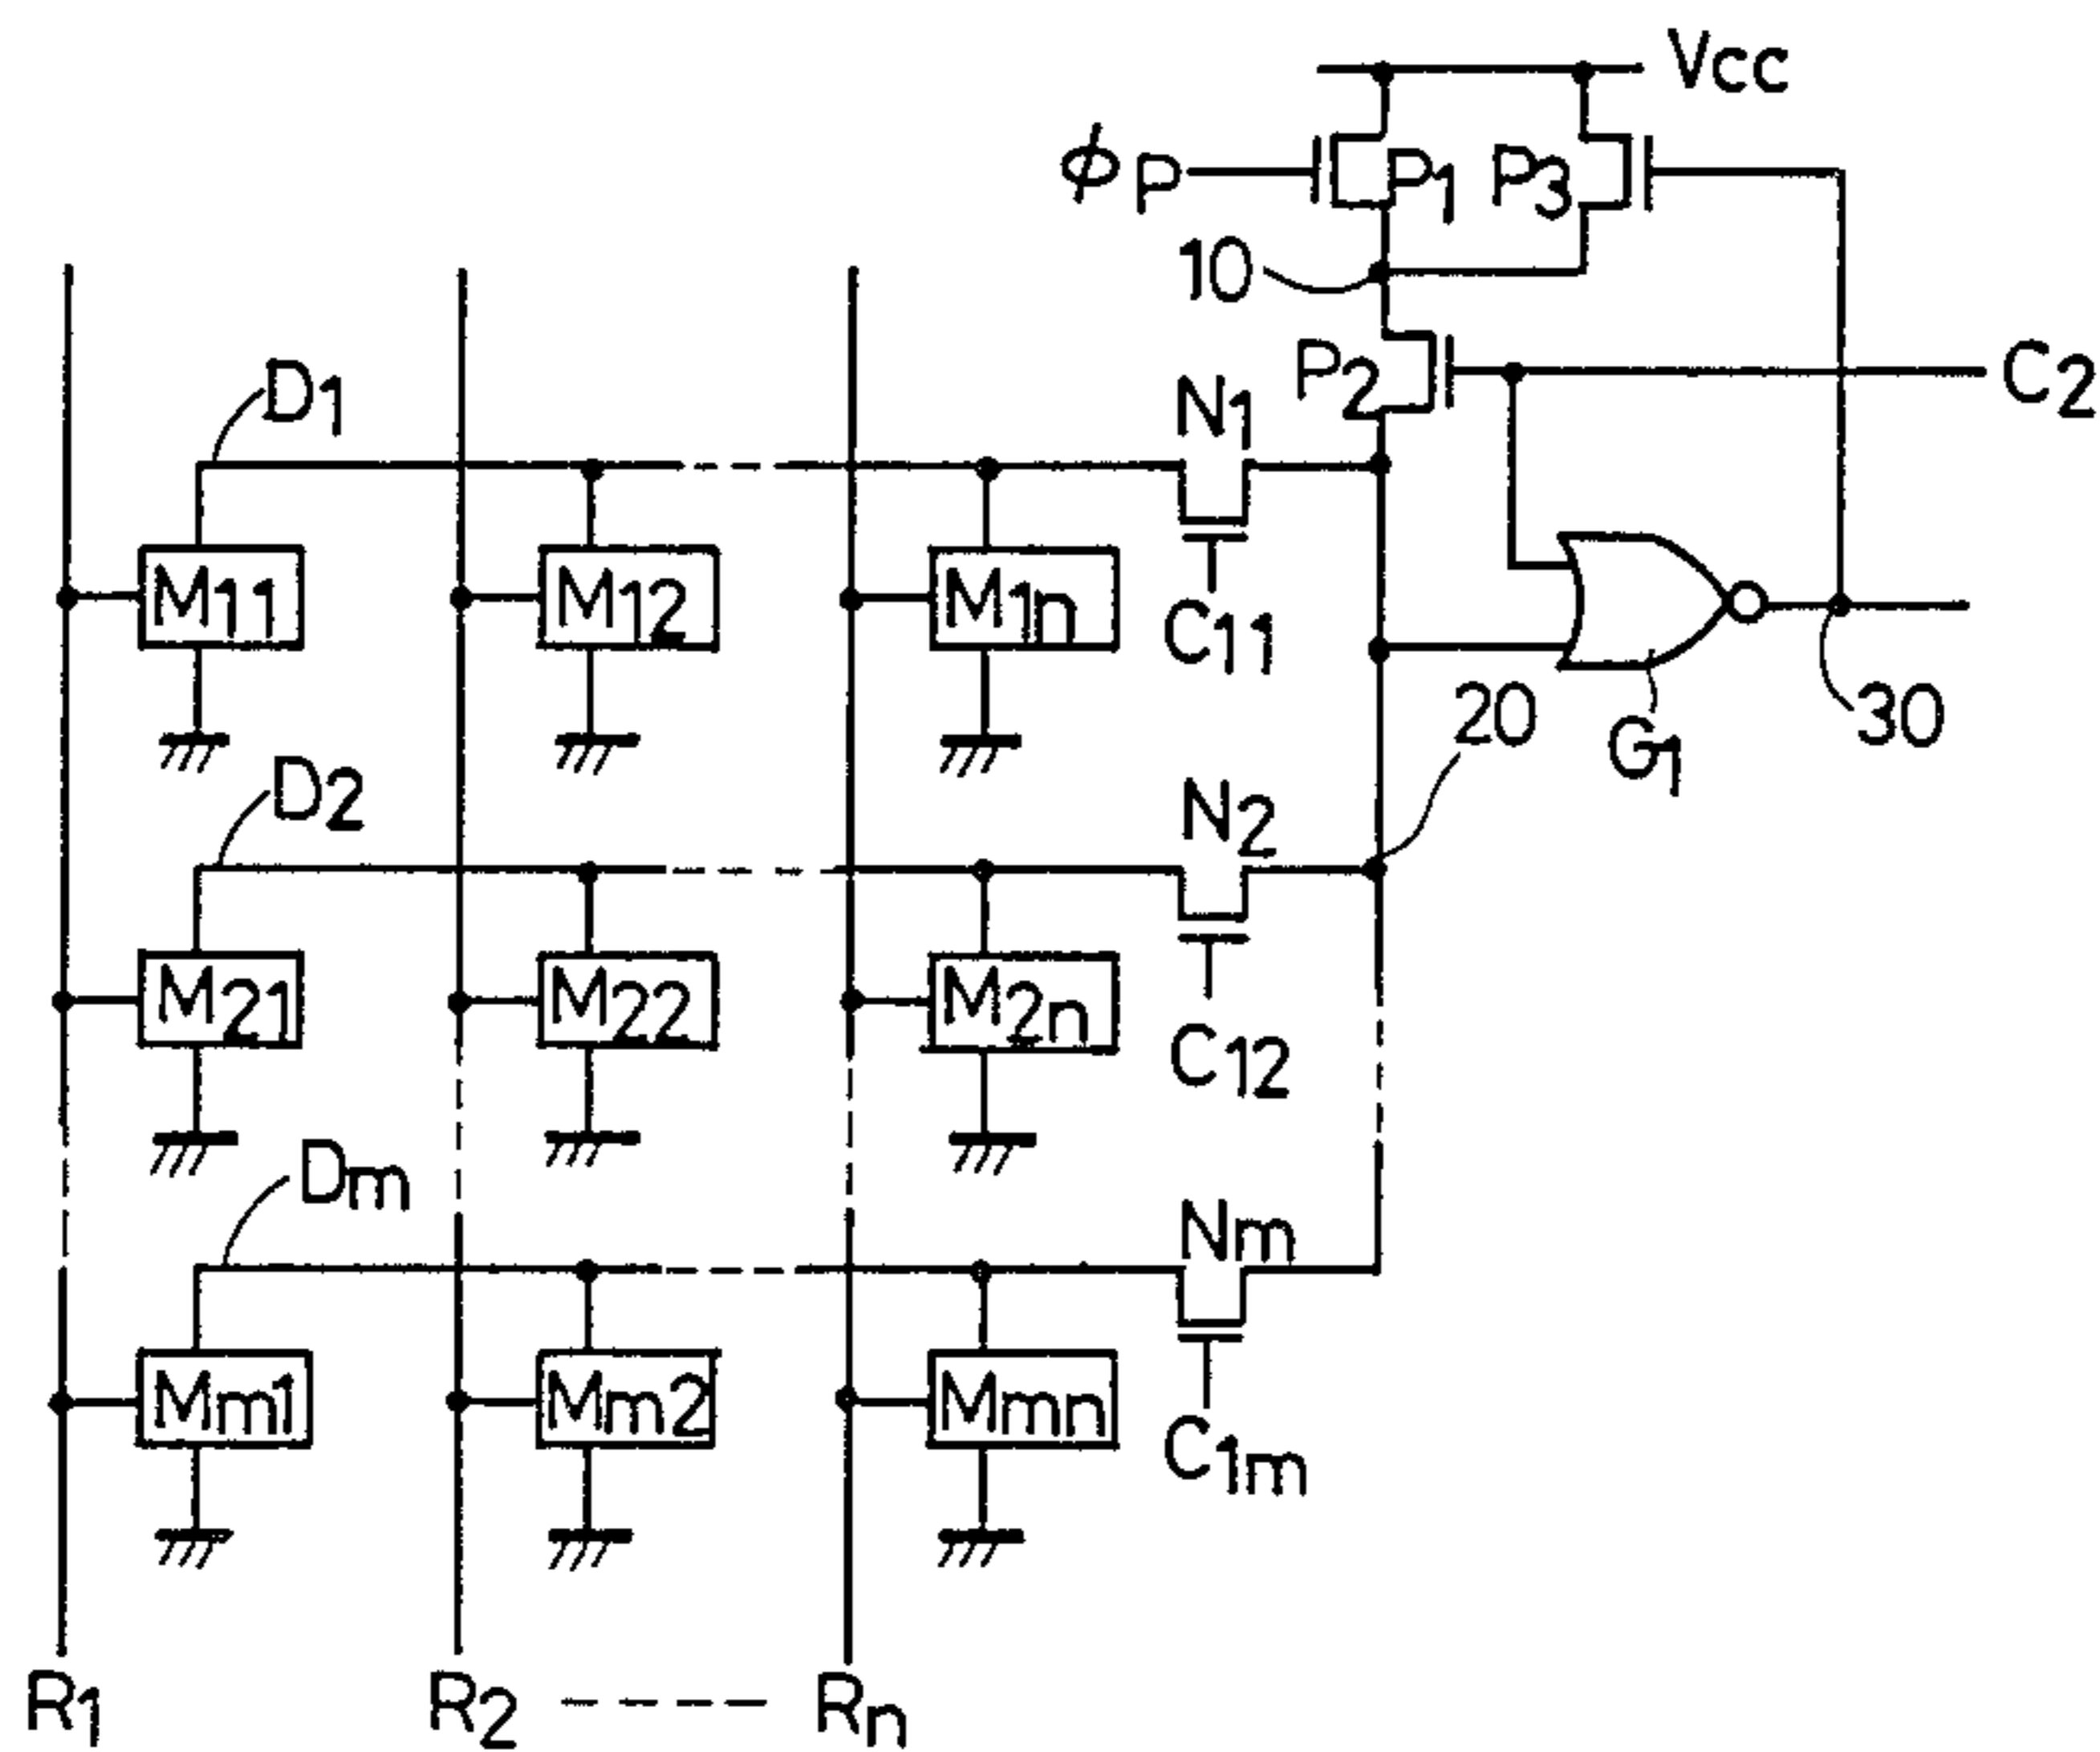 Vcc
ϕP P1 P3
10
P2 C2
D1 N1
M11 M12 M1n C11
20 G1 30
D2 N2
M21 M22 M2n
C12
Dm Nm
Mm1 Mm2 Mmn
C1m
R1 R2 Rn